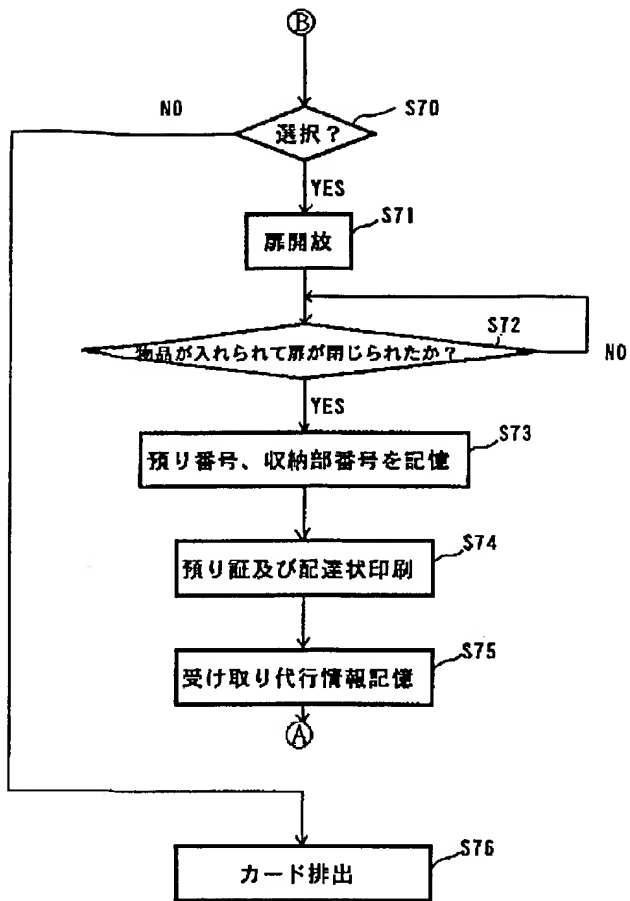 B
NO
S70
選択?
YES
S71
扉開放
S72
物品が入れられて扉が閉じられたか?
NO
YES
S73
預り番号、収納部番号を記憶
S74
預り証及び配達状印刷
S75
受け取り代行情報記憶
A
S76
カード排出